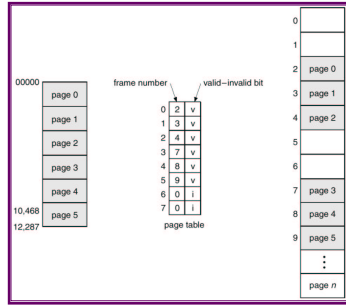 00000
page 0
page 1
page 2
page 3
page 4
10,468
page 5
12,287
frame number
valid–invalid bit
0 2 v
1 3 v
2 4 v
3 7 v
4 8 v
5 9 v
6 0 i
7 0 i
page table
0
1
2 page 0
3 page 1
4 page 2
5
6
7 page 3
8 page 4
9 page 5
page n